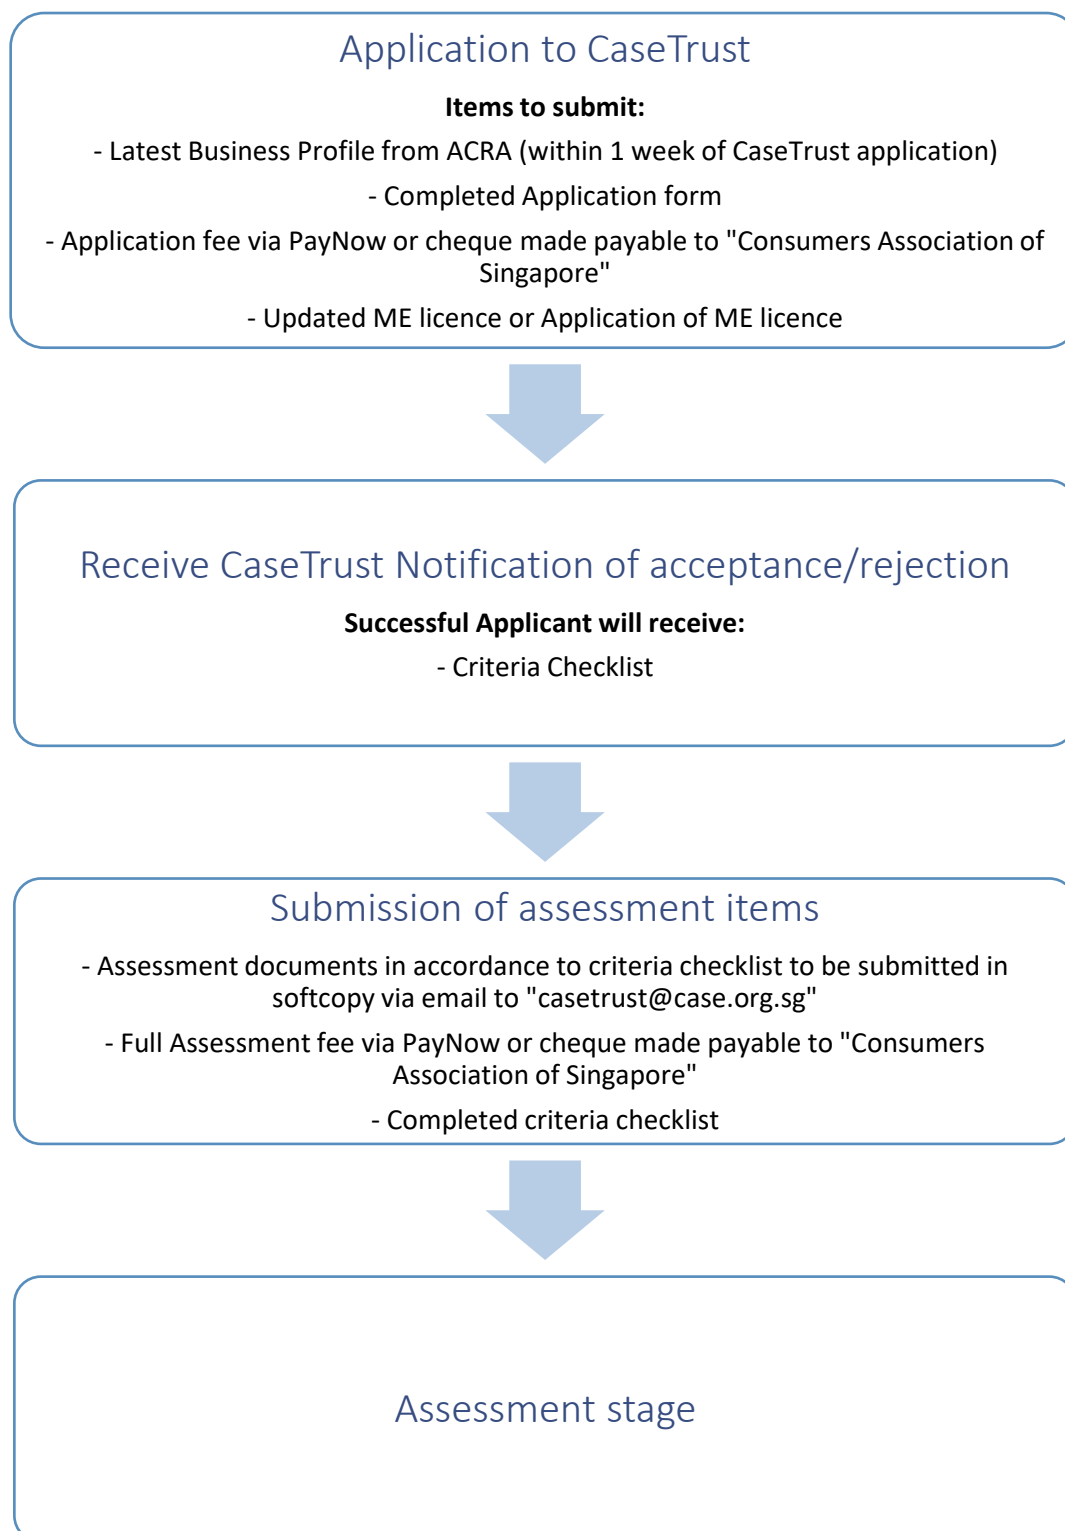 Application to CaseTrust
Items to submit:
- Latest Business Profile from ACRA (within 1 week of CaseTrust application)
- Completed Application form
- Application fee via PayNow or cheque made payable to "Consumers Association of
Singapore"
- Updated ME licence or Application of ME licence
Receive CaseTrust Notification of acceptance/rejection
Successful Applicant will receive:
- Criteria Checklist
Submission of assessment items
- Assessment documents in accordance to criteria checklist to be submitted in
softcopy via email to "casetrust@case.org.sg"
- Full Assessment fee via PayNow or cheque made payable to "Consumers
Association of Singapore"
- Completed criteria checklist
Assessment stage